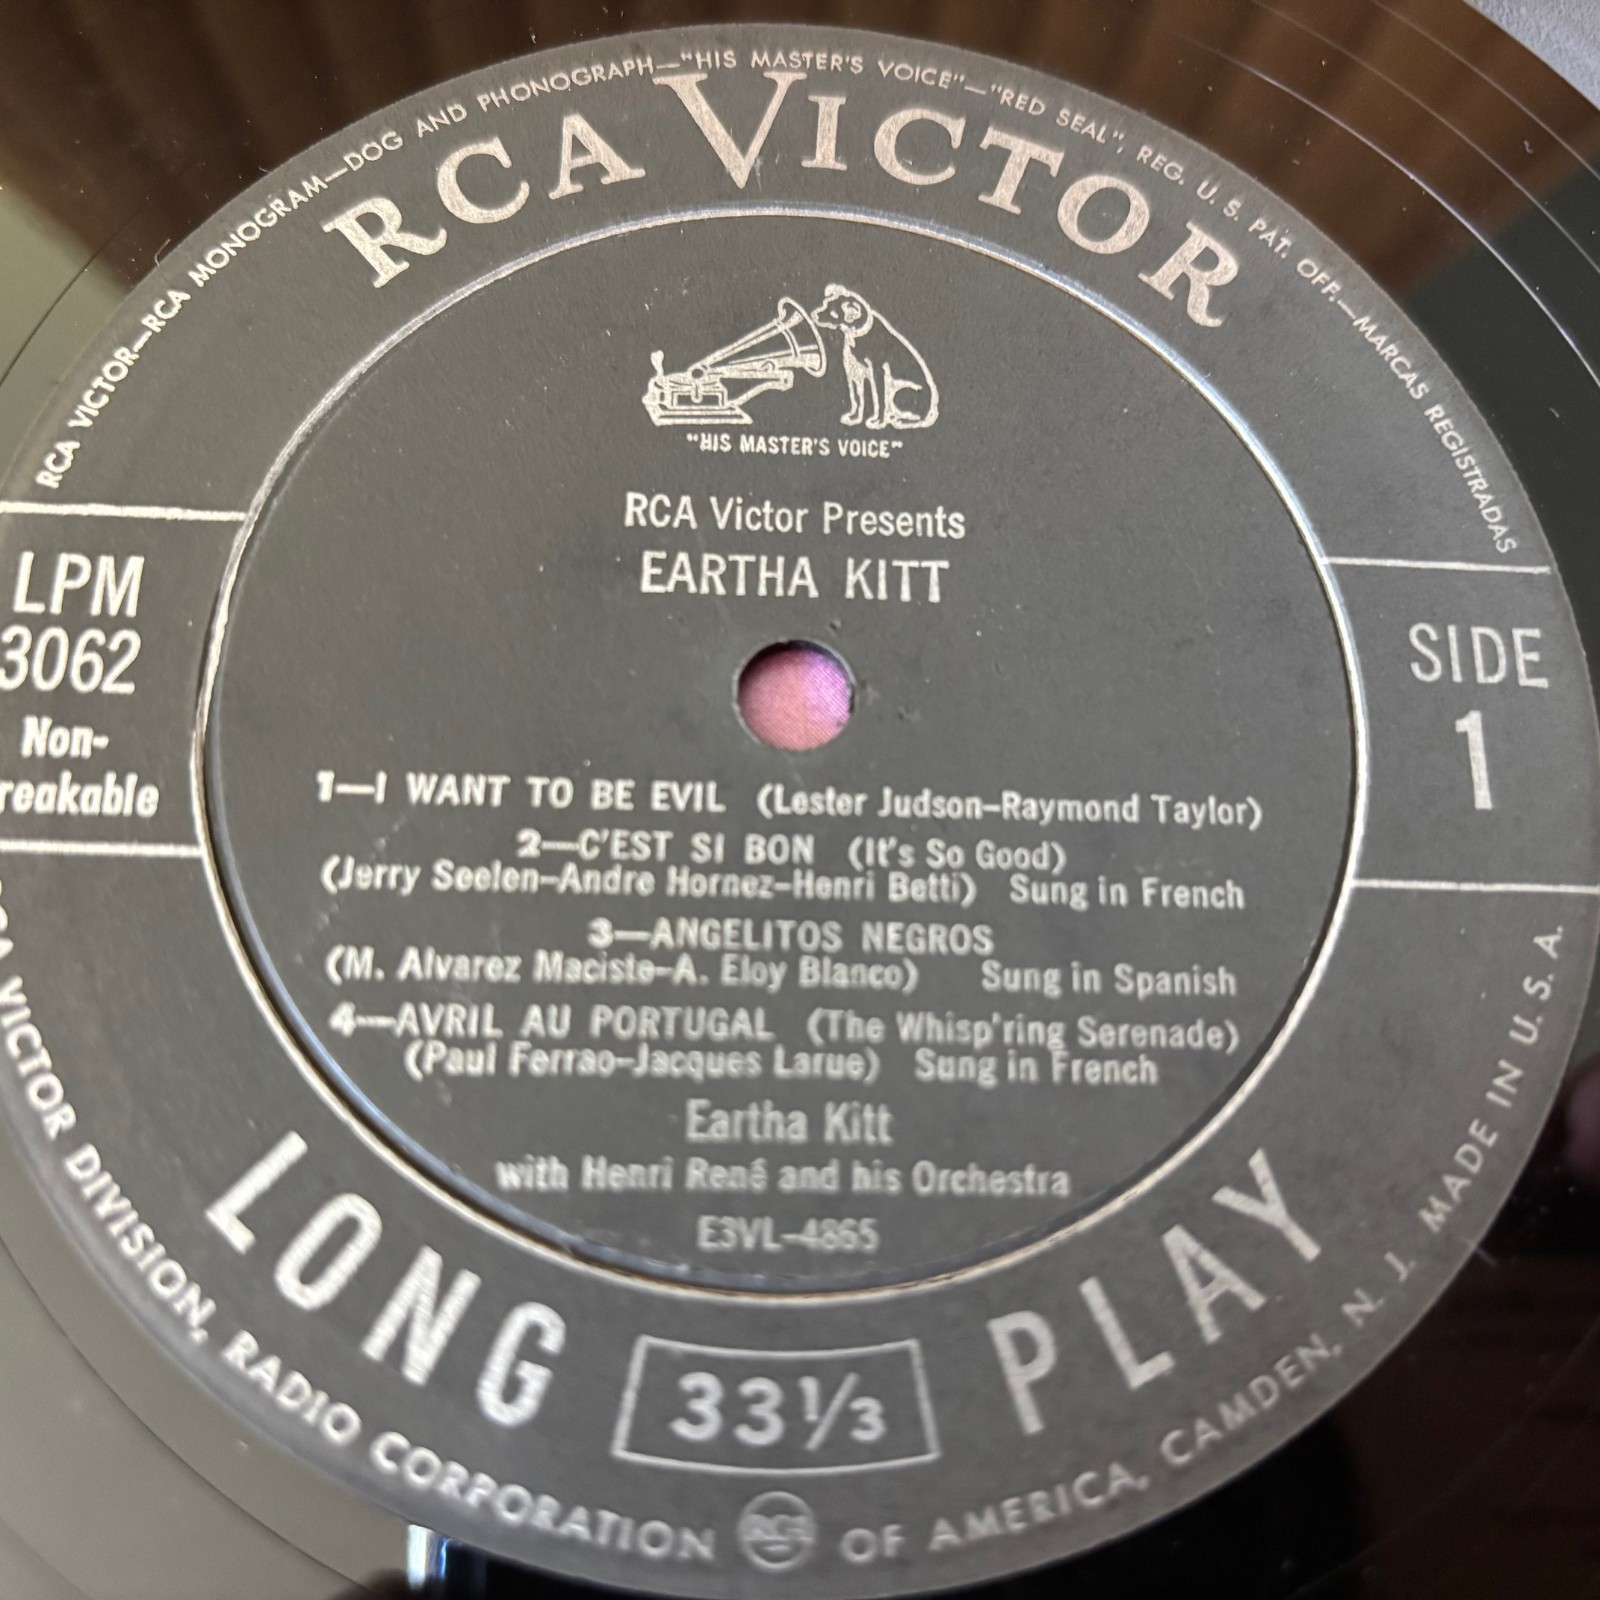 RCA VICTOR—RCA MONOGRAM—DOG AND PHONOGRAPH—"HIS MASTER'S VOICE"—"RED SEAL", REG. U. S. PAT. OFF.—MARCAS REGISTRADAS
RCA VICTOR
"HIS MASTER'S VOICE"
RCA Victor Presents
EARTHA KITT
LPM
3062
Non-
reakable
SIDE
1
1—I WANT TO BE EVIL (Lester Judson–Raymond Taylor)
2—C'EST SI BON (It's So Good)
(Jerry Seelen–Andre Hornez–Henri Betti) Sung in French
3—ANGELITOS NEGROS
(M. Alvarez Maciste–A. Eloy Blanco) Sung in Spanish
4—AVRIL AU PORTUGAL (The Whisp'ring Serenade)
(Paul Ferrao–Jacques Larue) Sung in French
Eartha Kitt
with Henri René and his Orchestra
E3VL-4865
LONG 33⅓ PLAY
RCA VICTOR DIVISION, RADIO CORPORATION RCA OF AMERICA, CAMDEN, N. J. MADE IN U. S. A.